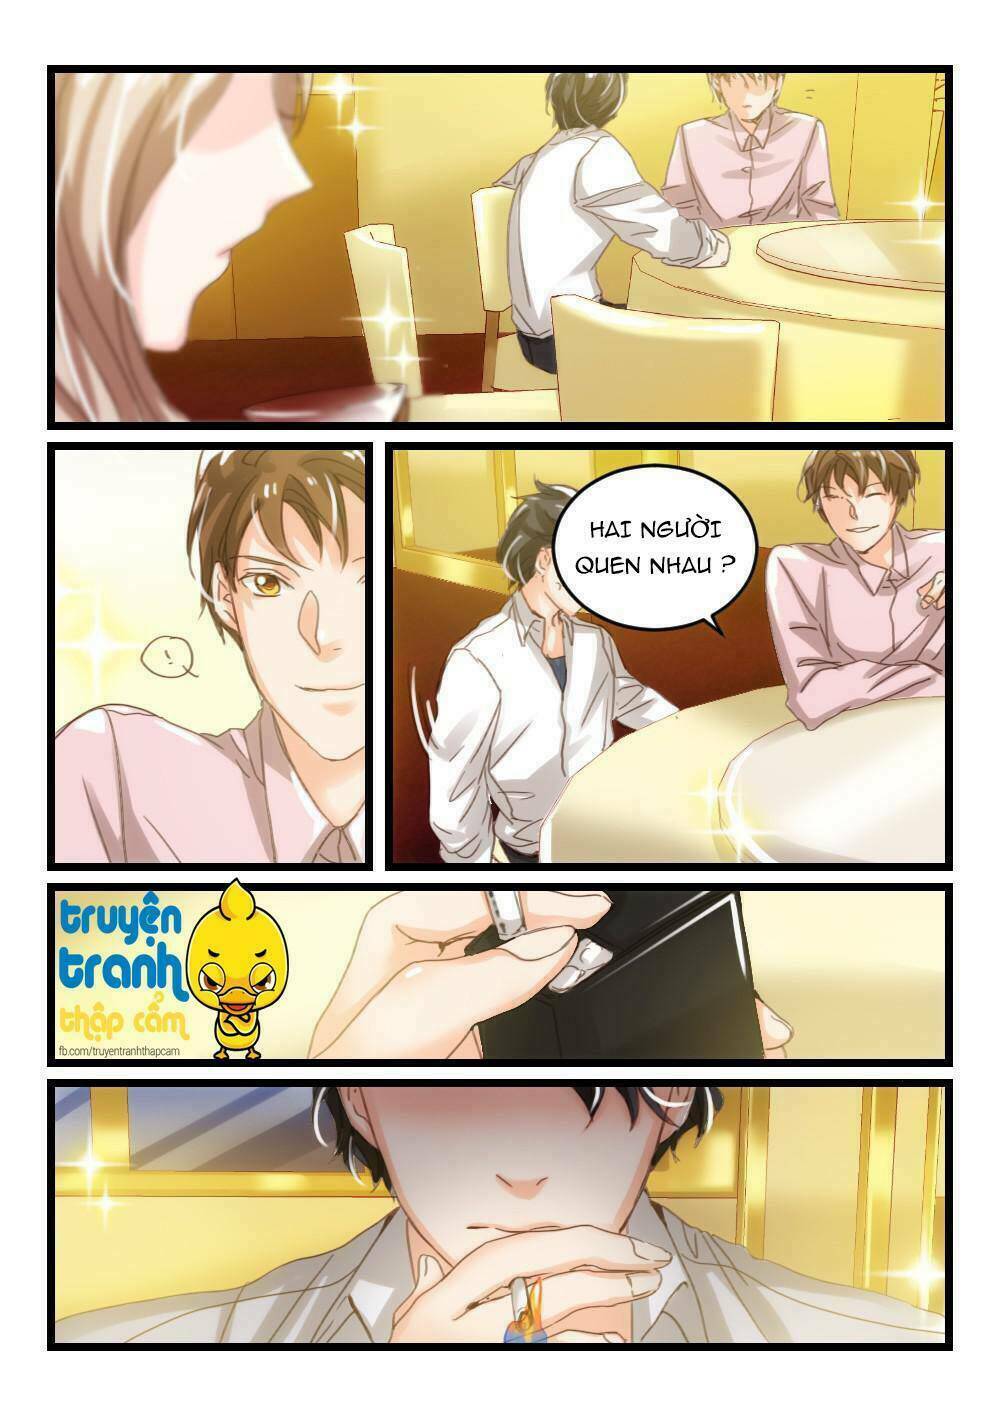 !
HAI NGƯỜI
QUEN NHAU ?
truyện
tranh
thập cẩm
fb.com/truyentranhthapcam